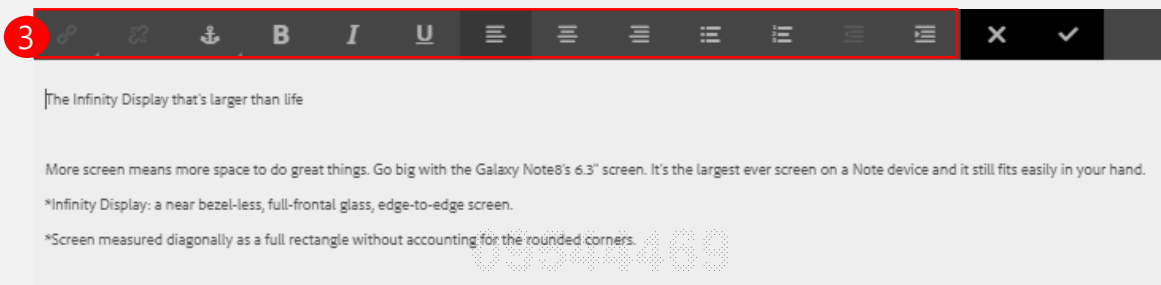 3
B I U
The Infinity Display that's larger than life
More screen means more space to do great things. Go big with the Galaxy Note8's 6.3" screen. It's the largest ever screen on a Note device and it still fits easily in your hand.
*Infinity Display: a near bezel-less, full-frontal glass, edge-to-edge screen.
*Screen measured diagonally as a full rectangle without accounting for the rounded corners.